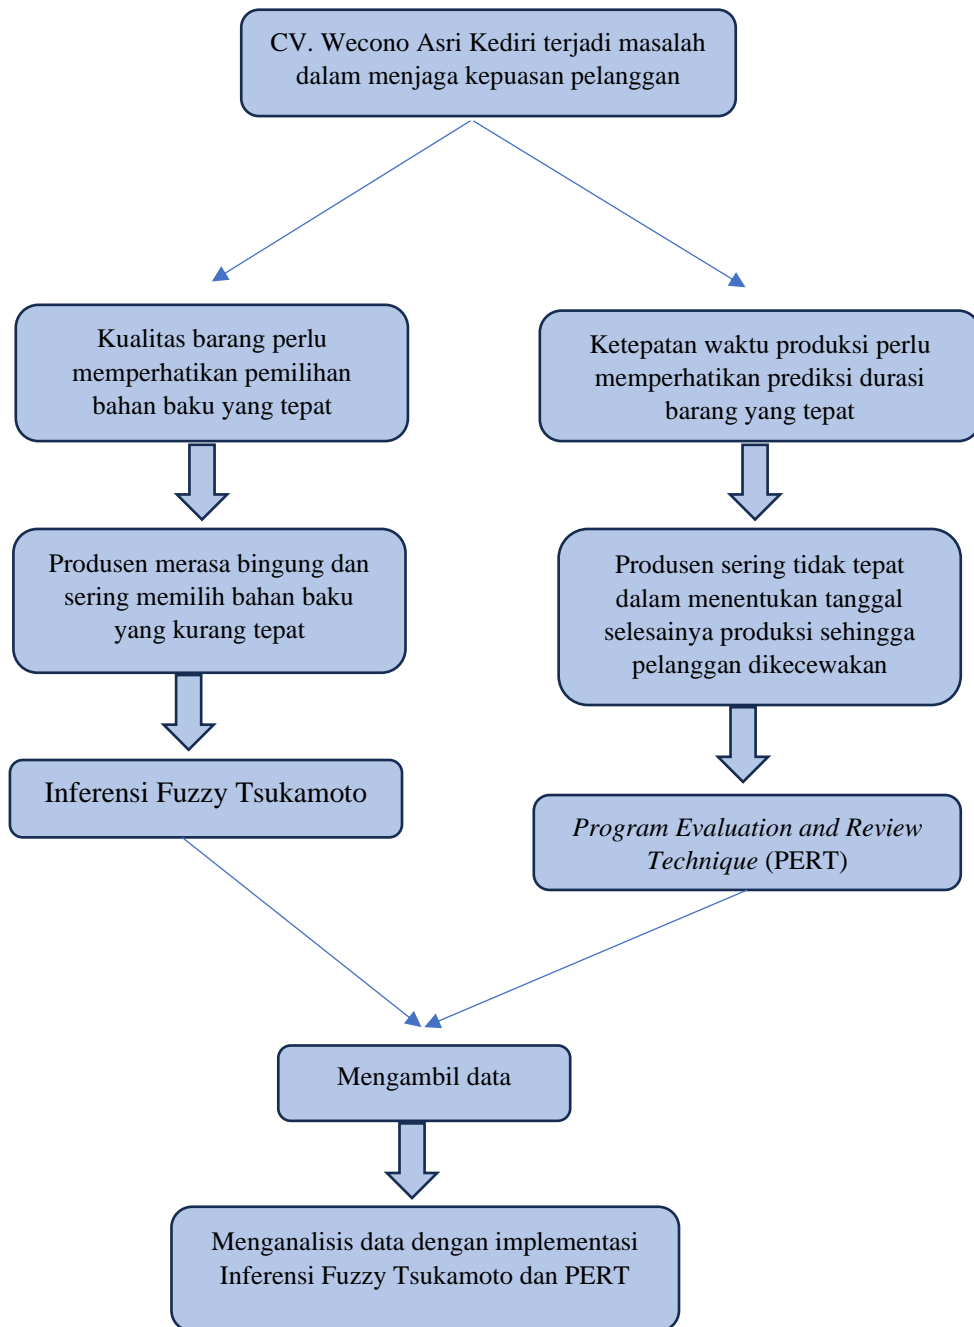 CV. Wecono Asri Kediri terjadi masalah
dalam menjaga kepuasan pelanggan
Kualitas barang perlu
memperhatikan pemilihan
bahan baku yang tepat
Ketepatan waktu produksi perlu
memperhatikan prediksi durasi
barang yang tepat
Produsen merasa bingung dan
sering memilih bahan baku
yang kurang tepat
Produsen sering tidak tepat
dalam menentukan tanggal
selesainya produksi sehingga
pelanggan dikecewakan
Inferensi Fuzzy Tsukamoto
Program Evaluation and Review
Technique (PERT)
Mengambil data
Menganalisis data dengan implementasi
Inferensi Fuzzy Tsukamoto dan PERT